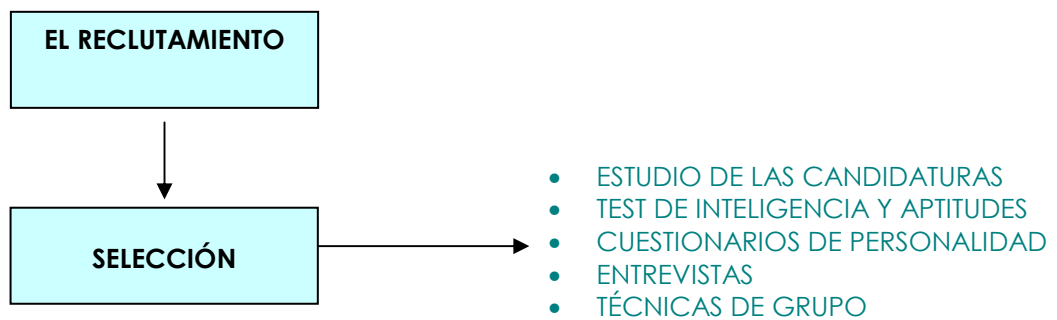 EL RECLUTAMIENTO
SELECCIÓN
• ESTUDIO DE LAS CANDIDATURAS
• TEST DE INTELIGENCIA Y APTITUDES
• CUESTIONARIOS DE PERSONALIDAD
• ENTREVISTAS
• TÉCNICAS DE GRUPO